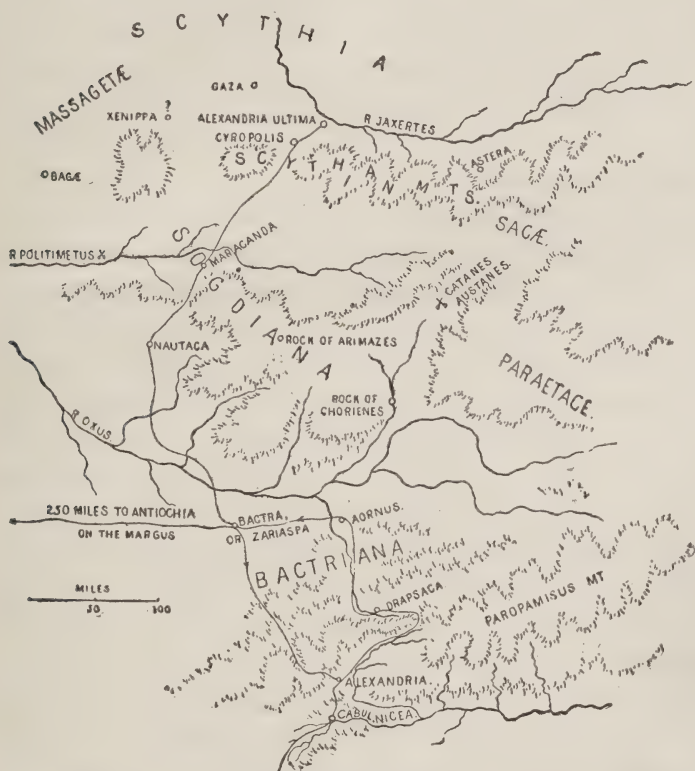 SCYTHIA
MASSAGETÆ
GAZA
?
XENIPPA
ALEXANDRIA ULTIMA
R JAXERTES
CYROPOLIS
SCYTHIAN MTS.
ASTERA
BAGÆ
SACÆ.
R POLITIMETUS X
MARACANDA
SOGDIANA
CATANES
AUSTANES.
NAUTACA
ROCK OF ARIMAZES
PARAETACE.
ROCK OF
CHORIENES
R OXUS
250 MILES TO ANTIOCHIA
ON THE MARGUS
BACTRA,
OR ZARIASPA
AORNUS.
BACTRIANA
MILES
50 100
DRAPSACA
PAROPAMISUS MT
ALEXANDRIA.
CABUL. NICEA.